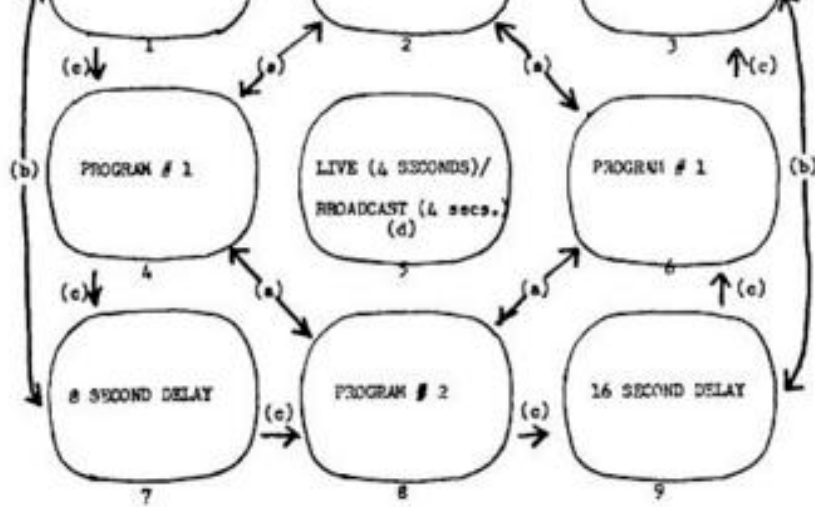 1 2 3
(c) (a) (a) (c)
(b) PROGRAM # 1 LIVE (4 SECONDS)/ PROGRAM # 1 (b)
BROADCAST (4 secs.)
(d)
4 5 6
(c) (a) (a) (c)
8 SECOND DELAY PROGRAM # 2 16 SECOND DELAY
(c) (c)
7 8 9